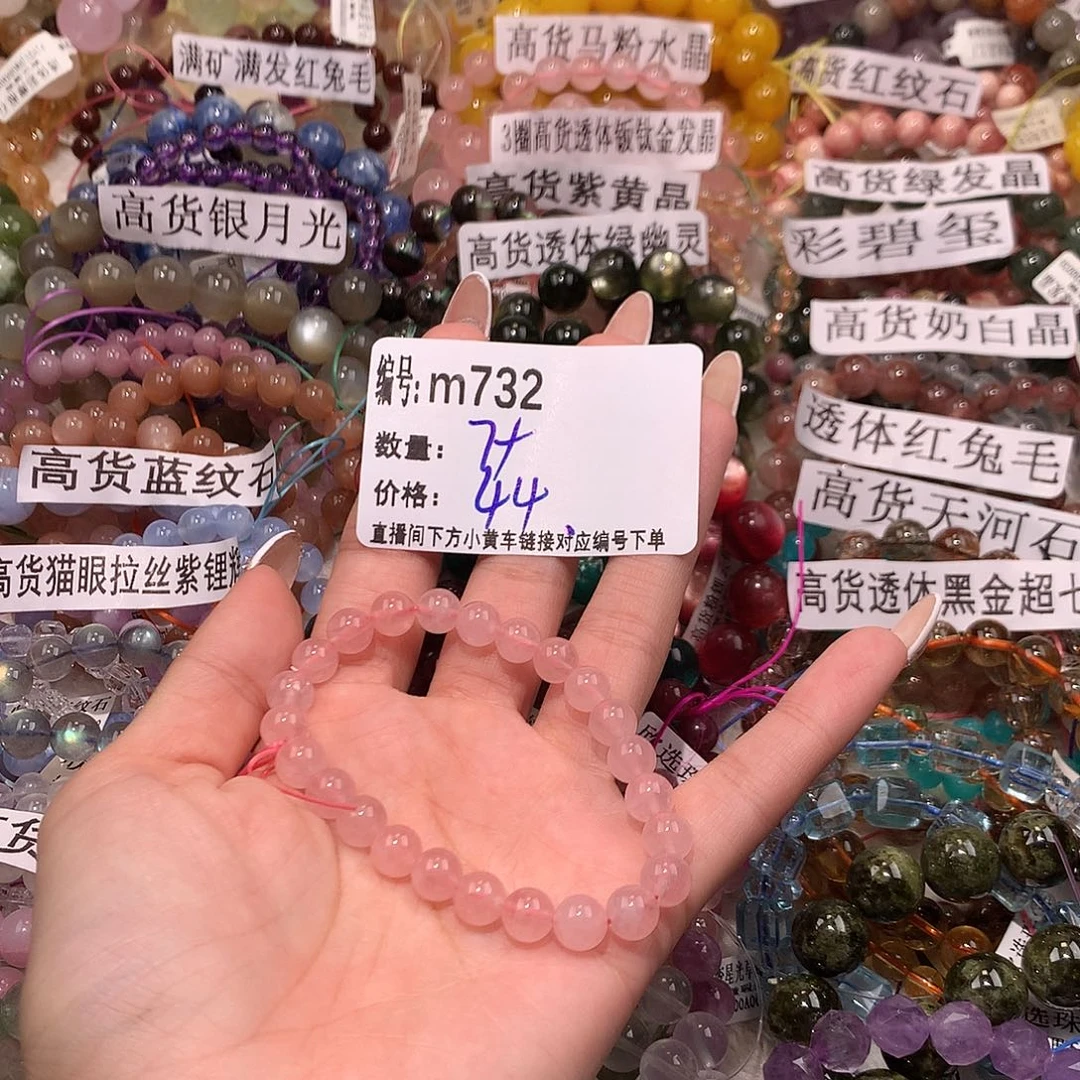 满矿满发红兔毛
高货马粉水晶
高货红纹石
3圈高货透体钣钛金发晶
高货紫黄晶
高货绿发晶
高货银月光
高货透体绿幽灵
彩碧玺
高货奶白晶
编号:m732
数量:
价格:44
直播间下方小黄车链接对应编号下单
透体红兔毛
高货蓝纹石
高货天河石
高货猫眼拉丝紫锂辉
高货透体黑金超七